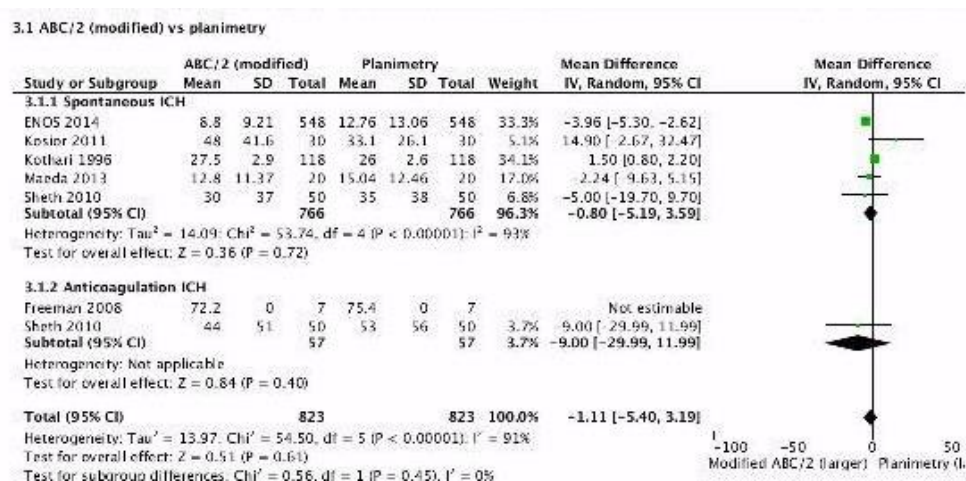 3.1 ABC/2 (modified) vs planimetry
ABC/2 (modified) Planimetry Mean Difference Mean Difference
Study or Subgroup Mean SD Total Mean SD Total Weight IV, Random, 95% CI IV, Random, 95% CI
3.1.1 Spontaneous ICH
ENOS 2014 8.8 9.21 548 12.76 13.06 548 33.3% -3.96 [-5.30, -2.62]
Kosior 2011 48 41.6 30 33.1 26.1 30 5.1% 14.90 [-2.67, 32.47]
Kothari 1996 27.5 2.9 118 26 2.6 118 34.1% 1.50 [0.80, 2.20]
Maeda 2013 12.8 11.37 20 15.04 12.46 20 17.0% -2.24 [-9.63, 5.15]
Sheth 2010 30 37 50 35 38 50 6.8% -5.00 [-19.70, 9.70]
Subtotal (95% CI) 766 766 96.3% -0.80 [-5.19, 3.59]
Heterogeneity: Tau² = 14.09; Chi² = 53.74, df = 4 (P < 0.00001); I² = 93%
Test for overall effect: Z = 0.36 (P = 0.72)
3.1.2 Anticoagulation ICH
Freeman 2008 72.2 0 7 75.4 0 7 Not estimable
Sheth 2010 44 51 50 53 56 50 3.7% -9.00 [-29.99, 11.99]
Subtotal (95% CI) 57 57 3.7% -9.00 [-29.99, 11.99]
Heterogeneity: Not applicable
Test for overall effect: Z = 0.84 (P = 0.40)
Total (95% CI) 823 823 100.0% -1.11 [-5.40, 3.19]
Heterogeneity: Tau² = 13.97; Chi² = 54.50, df = 5 (P < 0.00001); I² = 91%
Test for overall effect: Z = 0.51 (P = 0.61)
Test for subgroup differences: Chi² = 0.56, df = 1 (P = 0.45), I² = 0%
-100 -50 0 50
Modified ABC/2 (larger) Planimetry